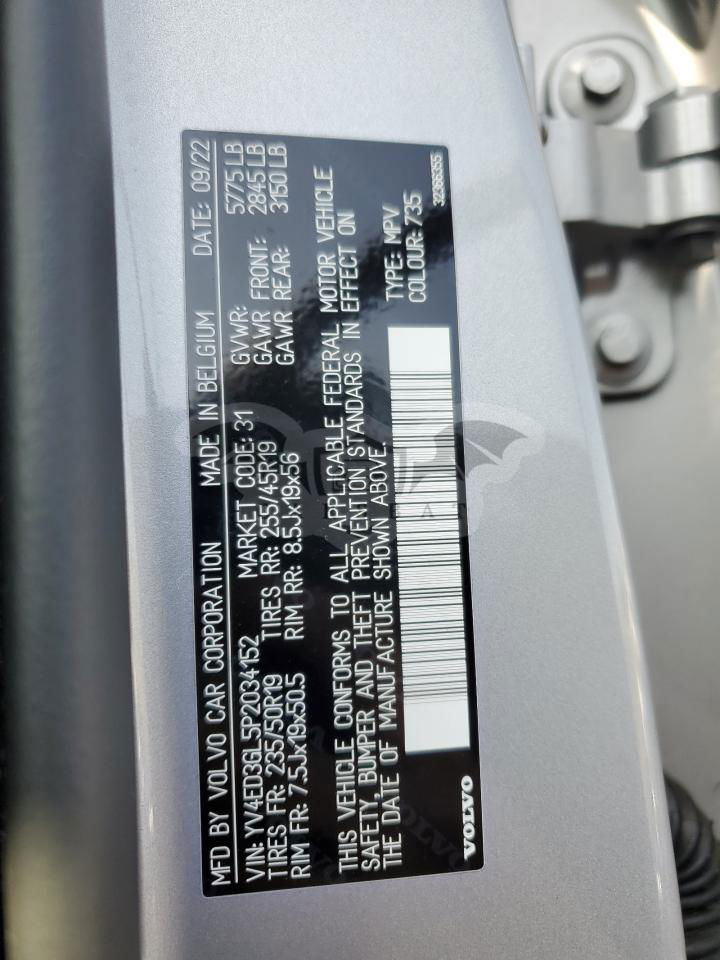 MFD BY VOLVO CAR CORPORATION MADE IN BELGIUM DATE: 09/22
VIN: YV4ED3GL5P2034152 MARKET CODE: 31 GVWR: 5775 LB
TIRES FR: 235/50R19 TIRES RR: 255/45R19 GAWR FRONT: 2845 LB
RIM FR: 7.5Jx19x50.5 RIM RR: 8.5Jx19x56 GAWR REAR: 3150 LB
THIS VEHICLE CONFORMS TO ALL APPLICABLE FEDERAL MOTOR VEHICLE
SAFETY, BUMPER AND THEFT PREVENTION STANDARDS IN EFFECT ON
THE DATE OF MANUFACTURE SHOWN ABOVE.
TYPE: MPV
COLOUR: 735
VOLVO 32366355